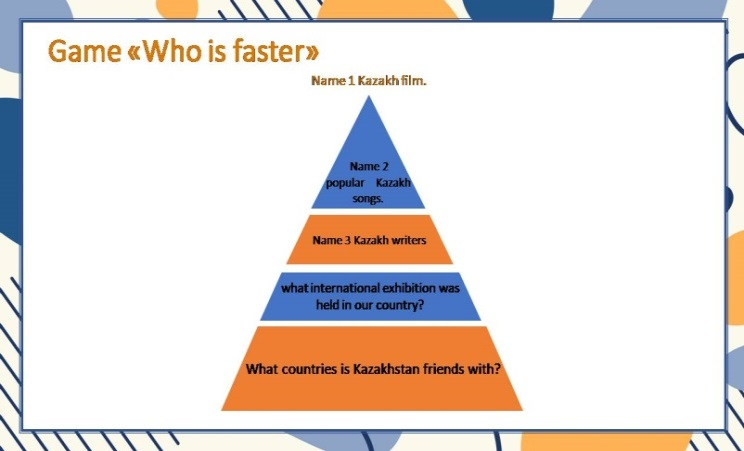 Game «Who is faster»
Name 1 Kazakh film.
Name 2
popular Kazakh
songs.
Name 3 Kazakh writers
what international exhibition was
held in our country?
What countries is Kazakhstan friends with?